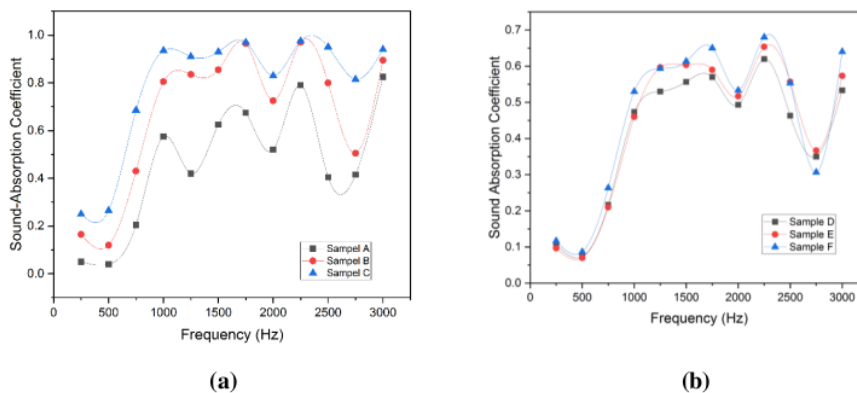 Sound-Absorption Coefficient
1.0
0.8
0.6
0.4
0.2
0.0
0
500
1000
1500
2000
2500
3000
Frequency (Hz)
Sampel A
Sampel B
Sampel C
(a)
Sound Absorption Coefficient
0.7
0.6
0.5
0.4
0.3
0.2
0.1
0.0
0
500
1000
1500
2000
2500
3000
Frequency (Hz)
Sample D
Sample E
Sample F
(b)